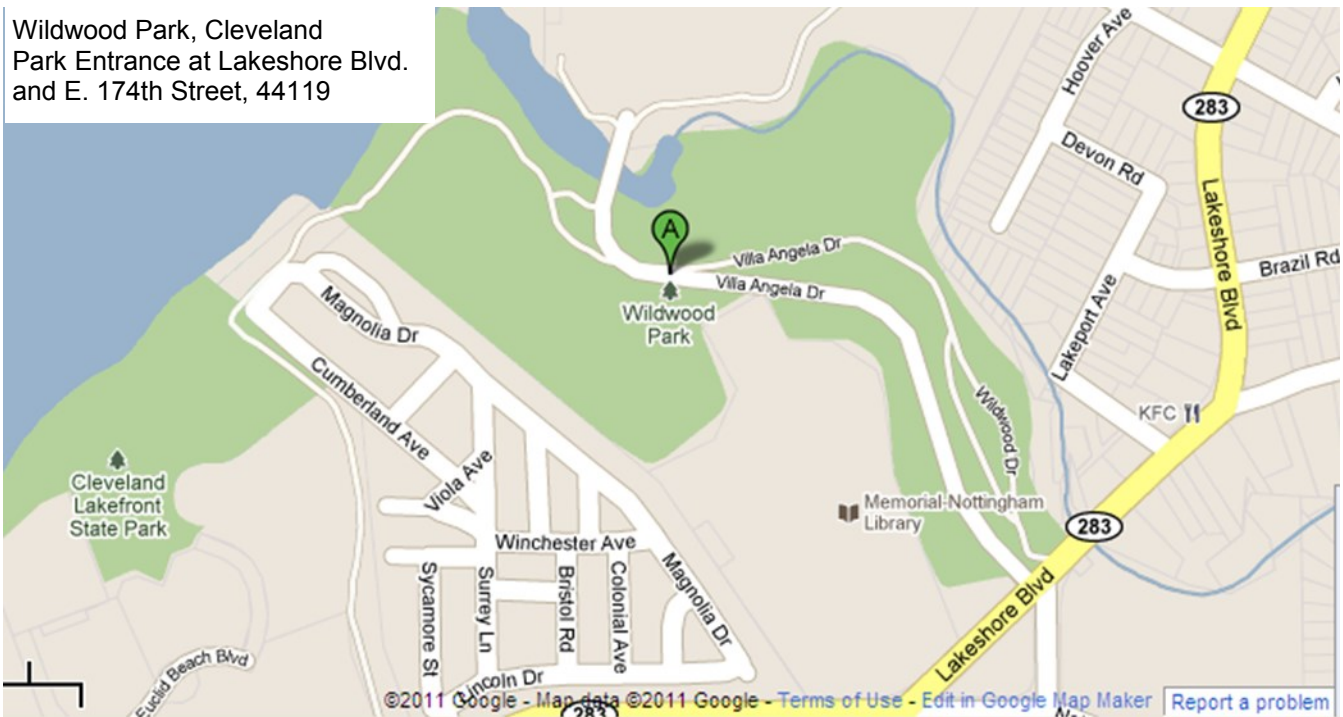 Wildwood Park, Cleveland
Park Entrance at Lakeshore Blvd.
and E. 174th Street, 44119
Hoover Ave
283
Devon Rd
Lakeshore Blvd
A
Villa Angela Dr
Brazil Rd
Villa Angela Dr
Wildwood
Park
Magnolia Dr
Lakeport Ave
Cumberland Ave
KFC
Wildwood Dr
Viola Ave
Cleveland
Lakefront
State Park
Memorial-Nottingham
Library
283
Winchester Ave
Sycamore St
Surrey Ln
Bristol Rd
Colonial Ave
Magnolia Dr
Lakeshore Blvd
Euclid Beach Blvd
Lincoln Dr
©2011 Google - Map data ©2011 Google - Terms of Use - Edit in Google Map Maker
Report a problem
283